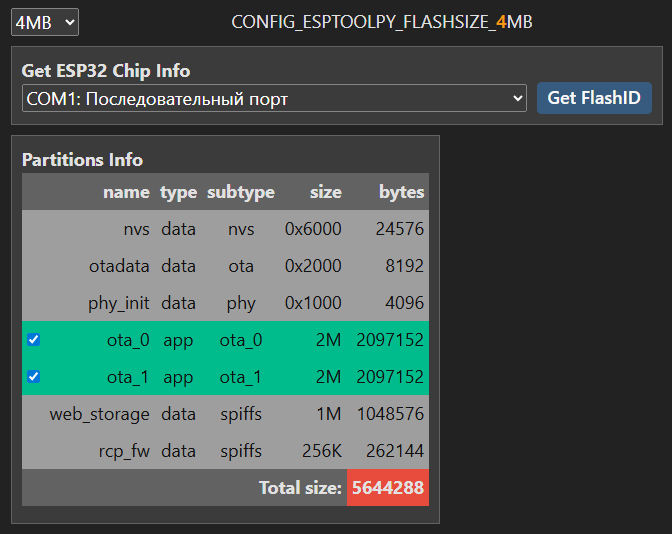 4MB CONFIG_ESPTOOLPY_FLASHSIZE_4MB
Get ESP32 Chip Info
COM1: Последовательный порт Get FlashID
Partitions Info
name type subtype size bytes
nvs data nvs 0x6000 24576
otadata data ota 0x2000 8192
phy_init data phy 0x1000 4096
ota_0 app ota_0 2M 2097152
ota_1 app ota_1 2M 2097152
web_storage data spiffs 1M 1048576
rcp_fw data spiffs 256K 262144
Total size: 5644288